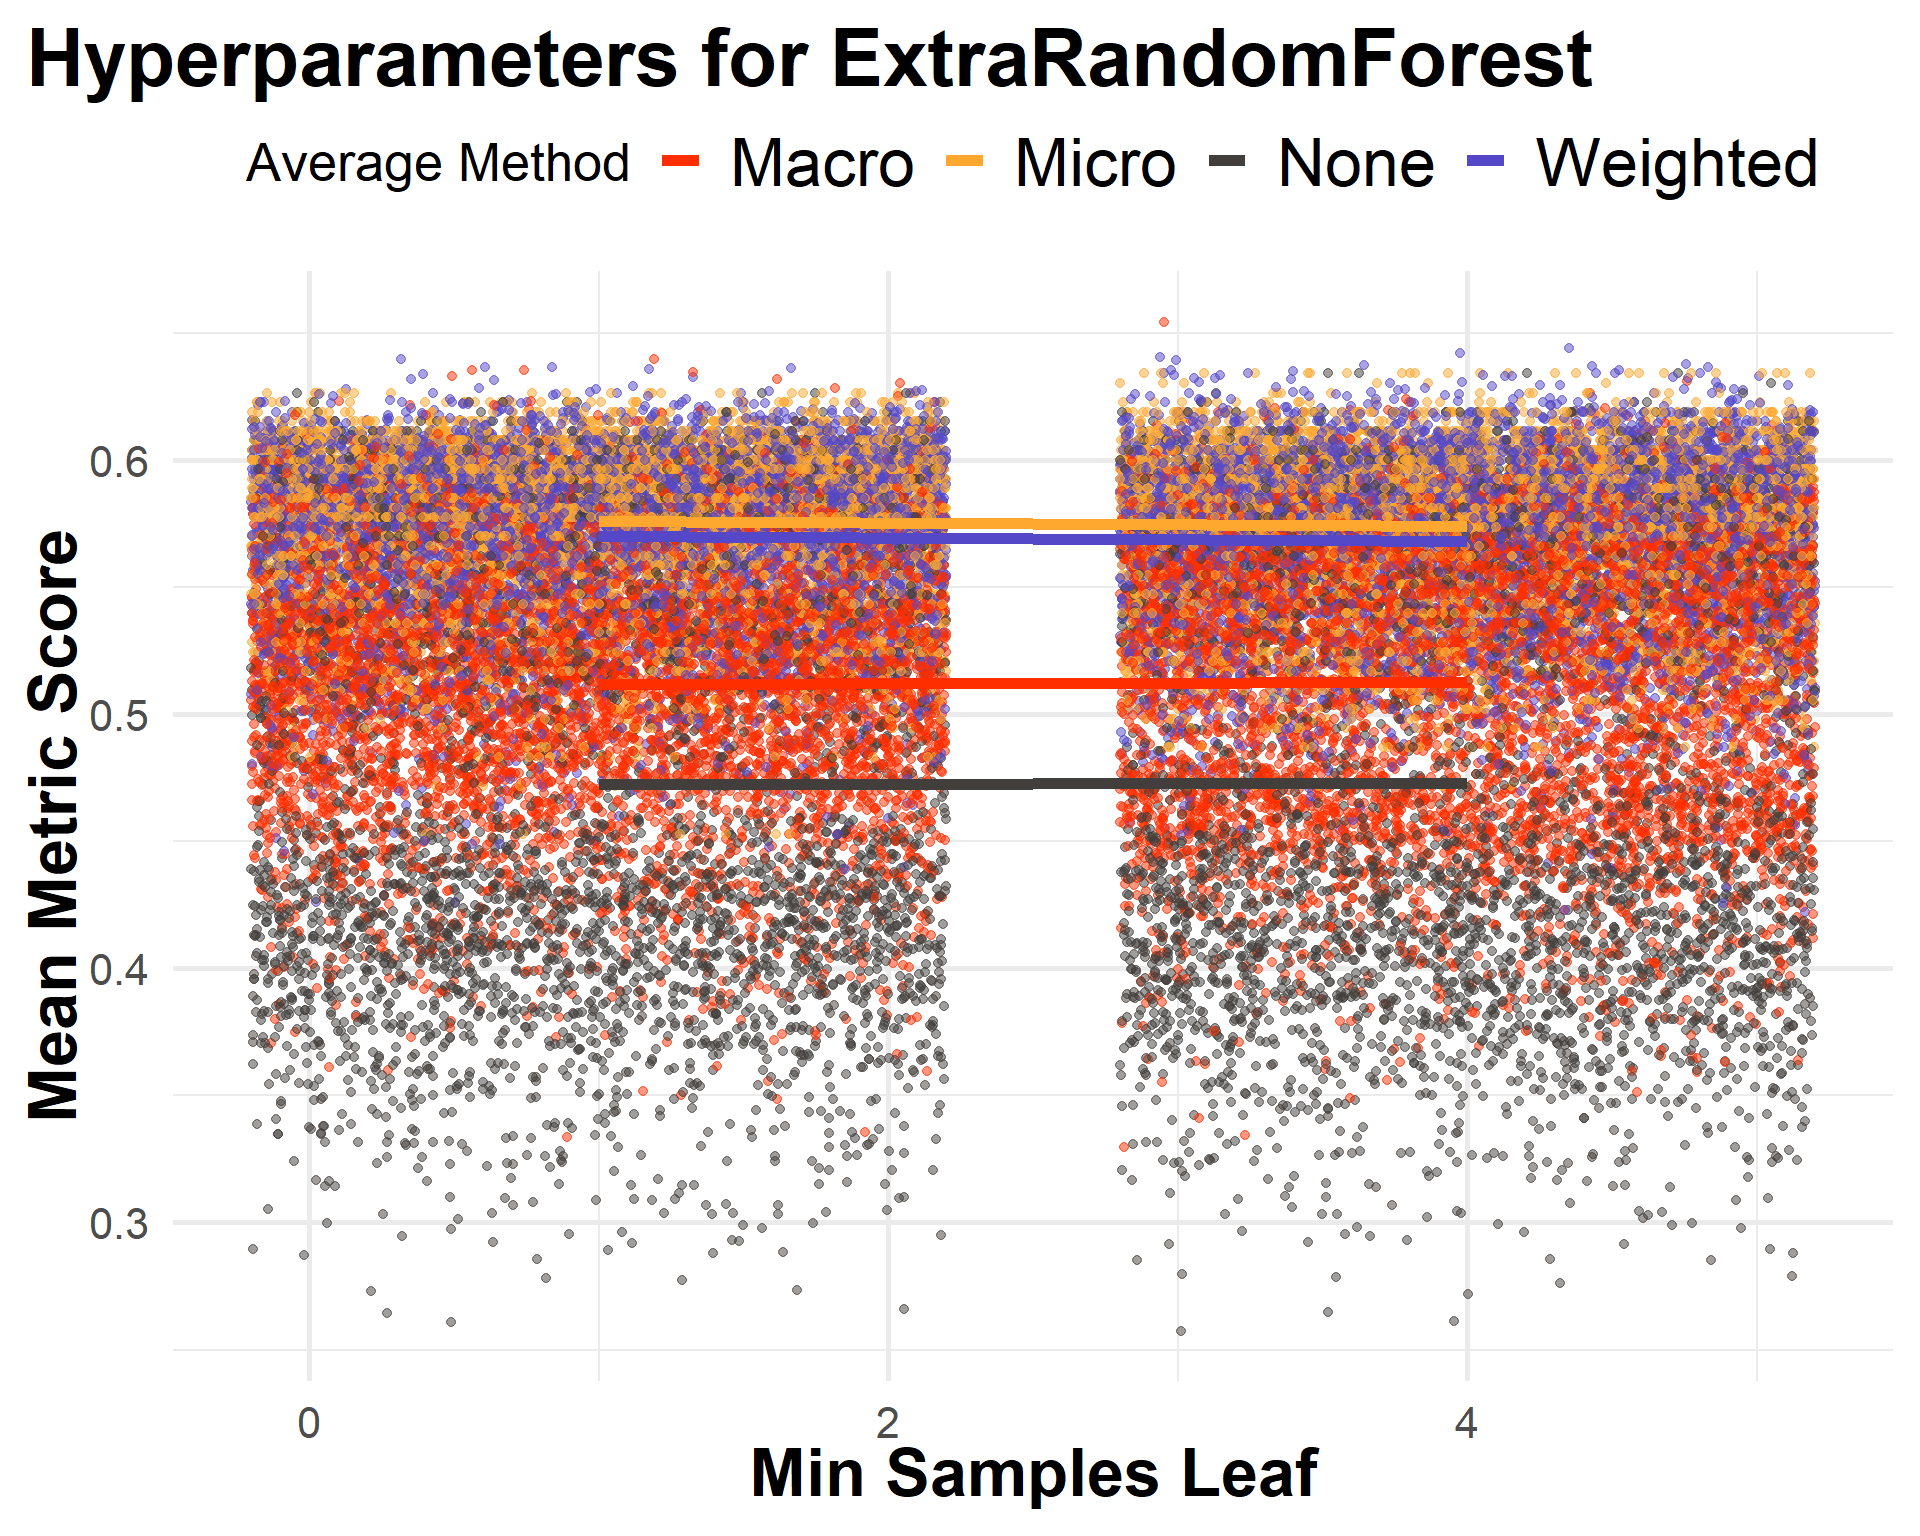 Hyperparameters for ExtraRandomForest
Average Method Macro Micro None Weighted
0.6
0.5
0.4
0.3
Mean Metric Score
0 2 4
Min Samples Leaf